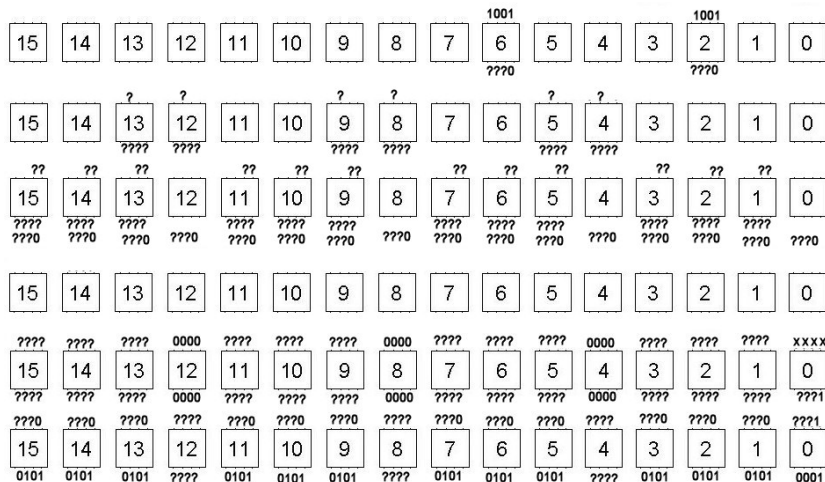 1001 1001
15 14 13 12 11 10 9 8 7 6 5 4 3 2 1 0
???0 ???0
? ? ? ? ? ?
15 14 13 12 11 10 9 8 7 6 5 4 3 2 1 0
???? ???? ???? ???? ???? ????
?? ?? ?? ?? ?? ?? ?? ?? ?? ?? ?? ??
15 14 13 12 11 10 9 8 7 6 5 4 3 2 1 0
???? ???? ???? ???? ???? ???? ???? ???? ???? ???? ???? ????
???0 ???0 ???0 ???0 ???0 ???0 ???0 ???0 ???0 ???0 ???0 ???0 ???0 ???0 ???0 ???0
15 14 13 12 11 10 9 8 7 6 5 4 3 2 1 0
???? ???? ???? 0000 ???? ???? ???? 0000 ???? ???? ???? 0000 ???? ???? ???? xxxx
15 14 13 12 11 10 9 8 7 6 5 4 3 2 1 0
???? ???? ???? 0000 ???? ???? ???? 0000 ???? ???? ???? 0000 ???? ???? ???? ???1
???0 ???0 ???0 ???? ???0 ???0 ???0 ???? ???0 ???0 ???0 ???? ???0 ???0 ???0 ???1
15 14 13 12 11 10 9 8 7 6 5 4 3 2 1 0
0101 0101 0101 ???? 0101 0101 0101 ???? 0101 0101 0101 ???? 0101 0101 0101 0001